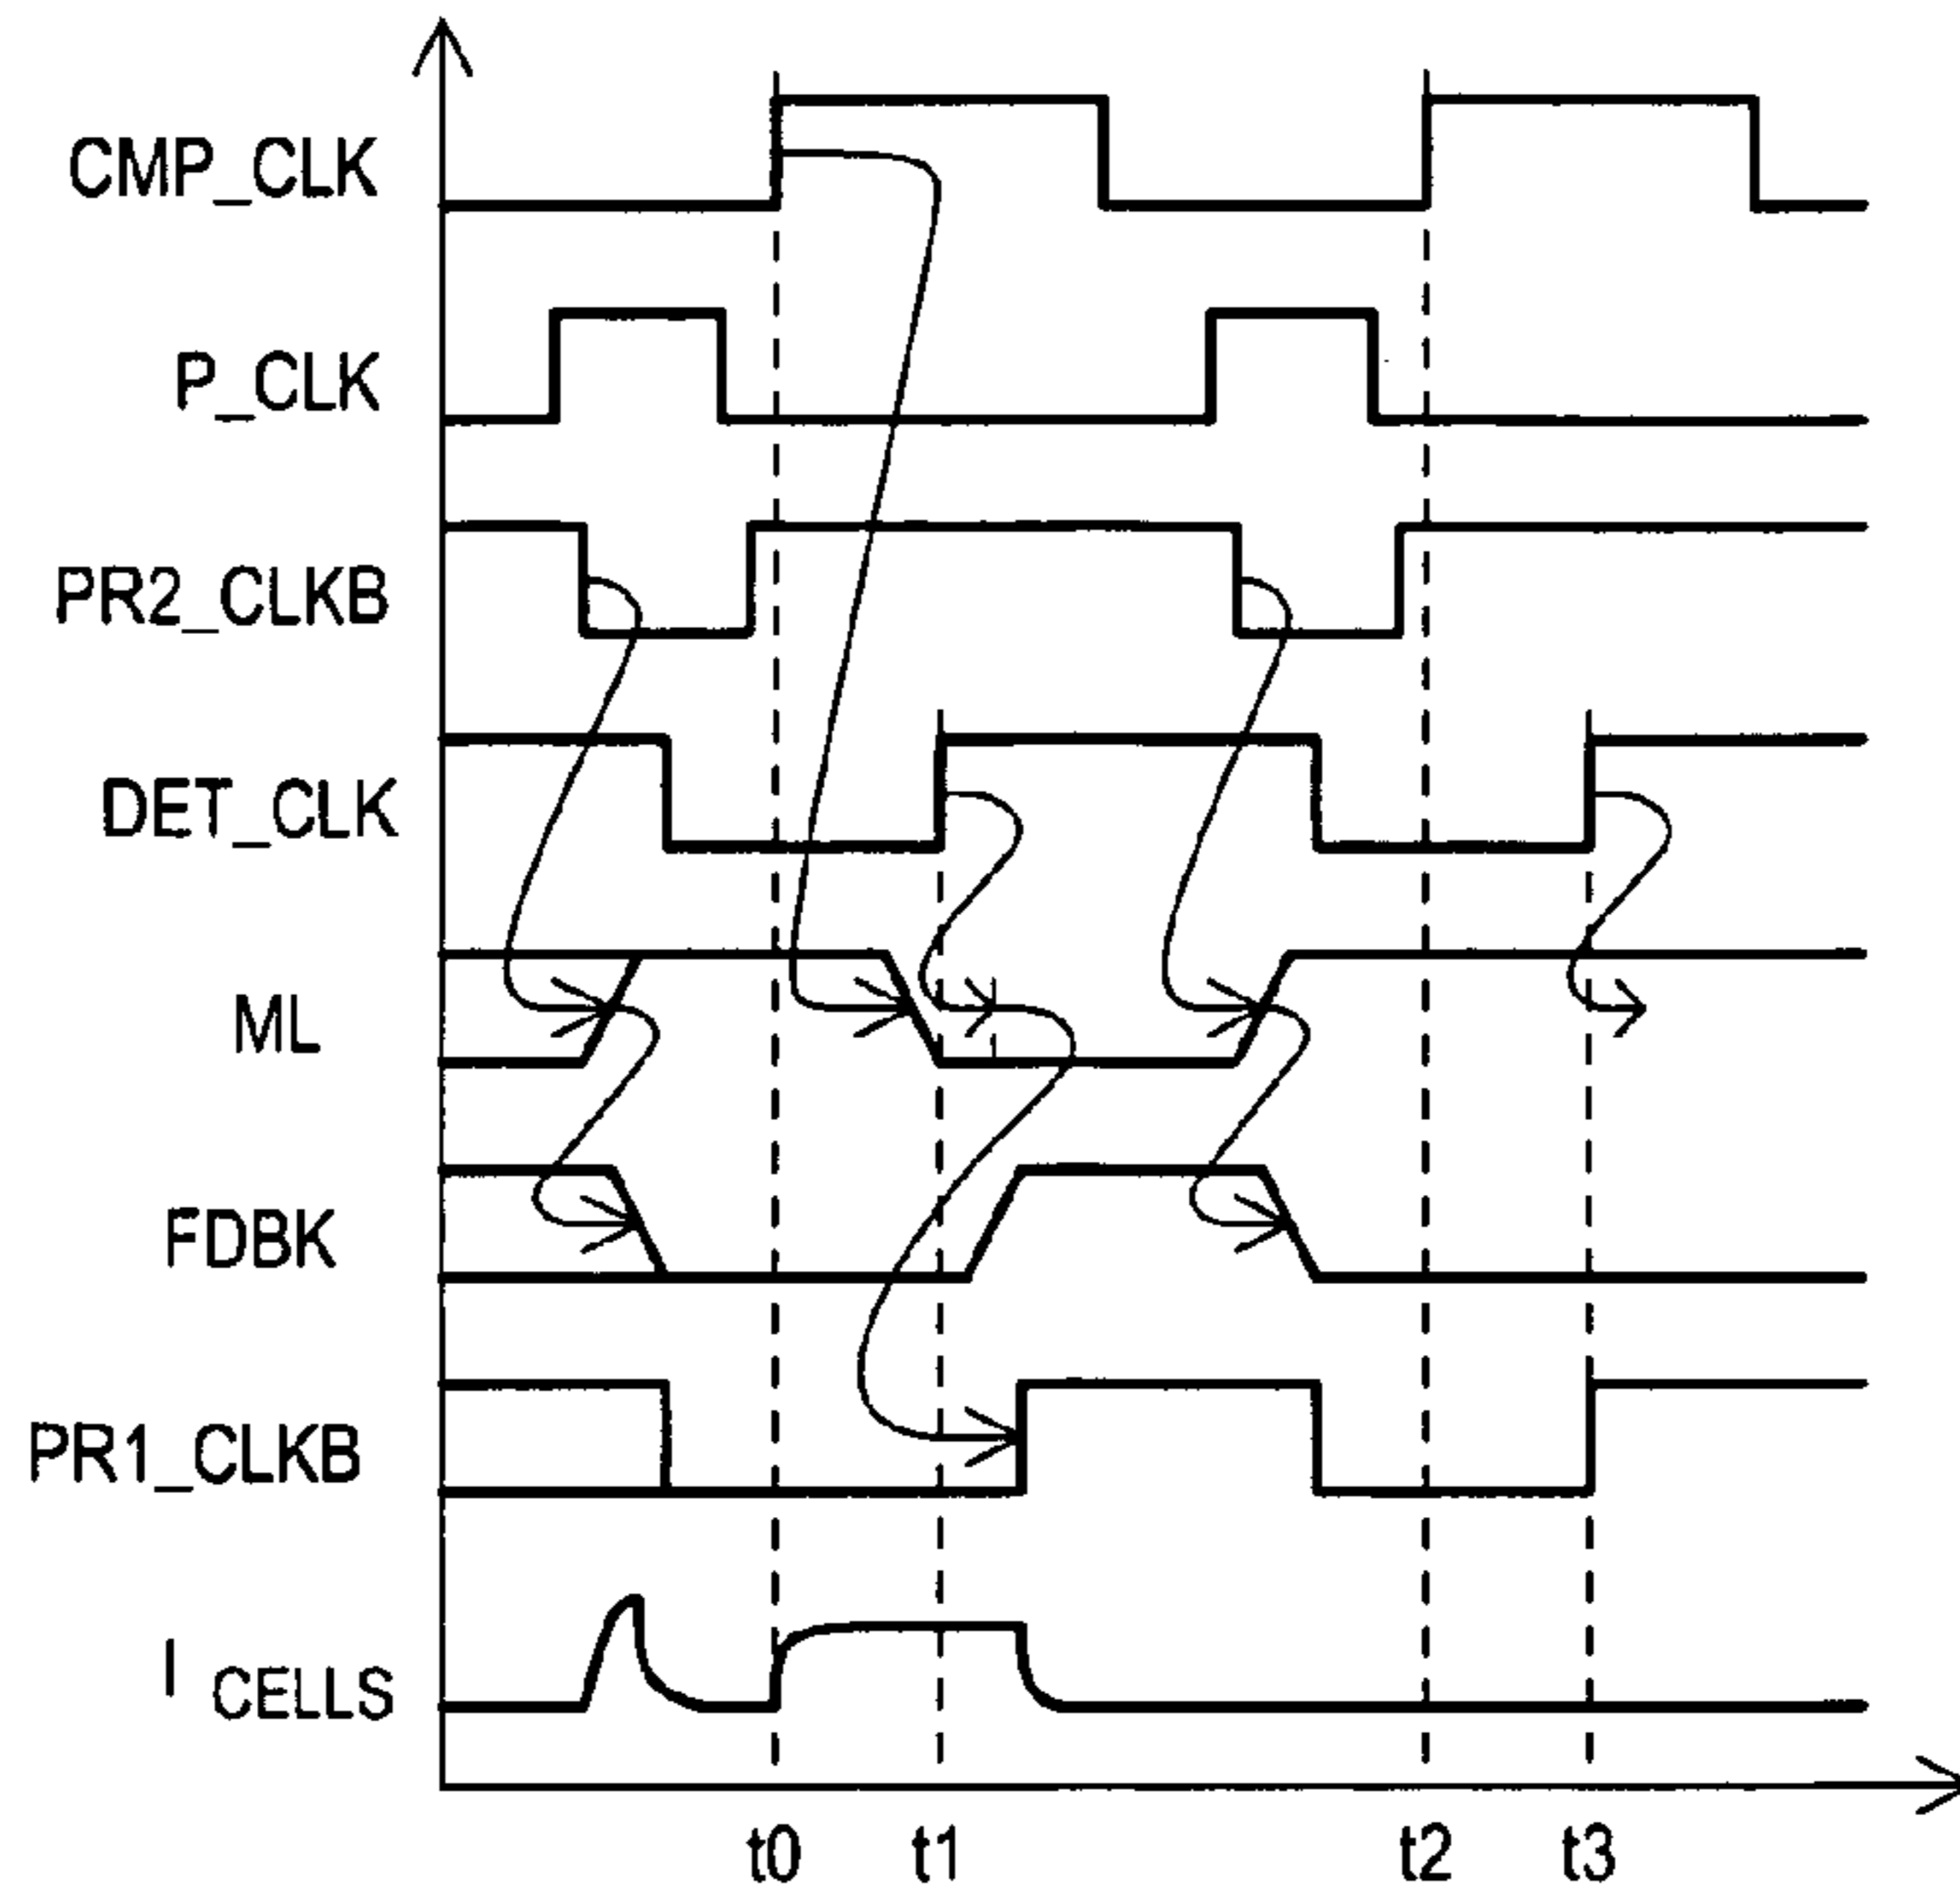 CMP_CLK
P_CLK
PR2_CLKB
DET_CLK
ML
FDBK
PR1_CLKB
I CELLS
t0 t1 t2 t3